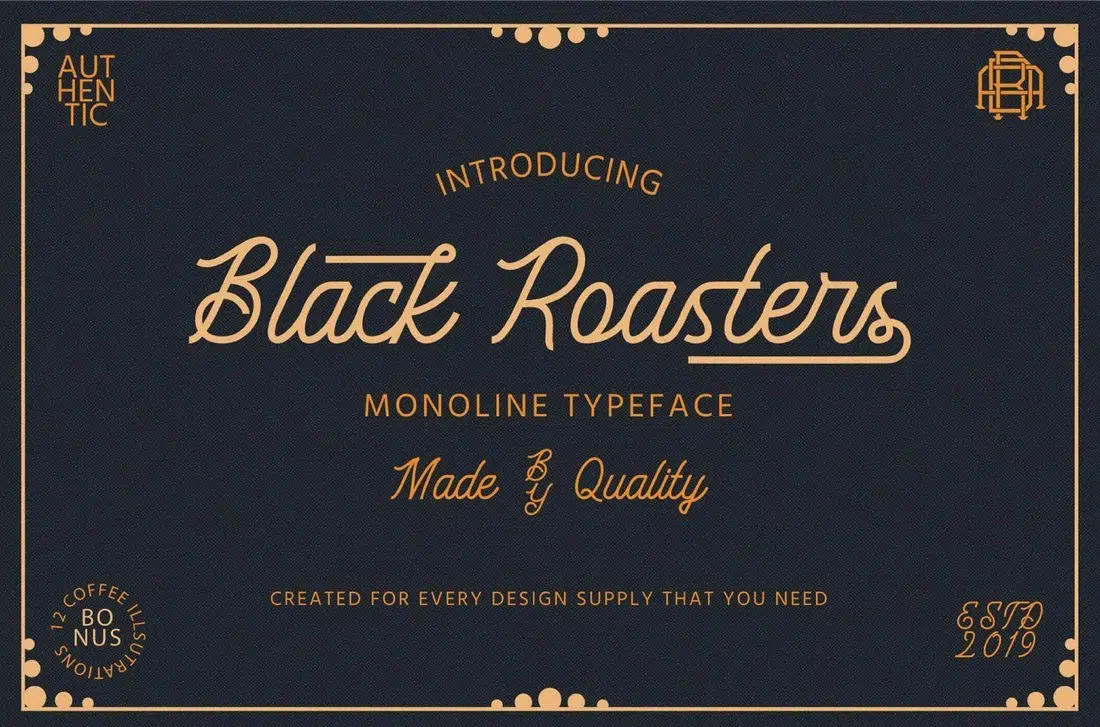 AUT
HEN
TIC
INTRODUCING
Black Roasters
MONOLINE TYPEFACE
Made By Quality
CREATED FOR EVERY DESIGN SUPPLY THAT YOU NEED
12 COFFEE ILLSUTRATIONS
BO
NUS
ESTD
2019